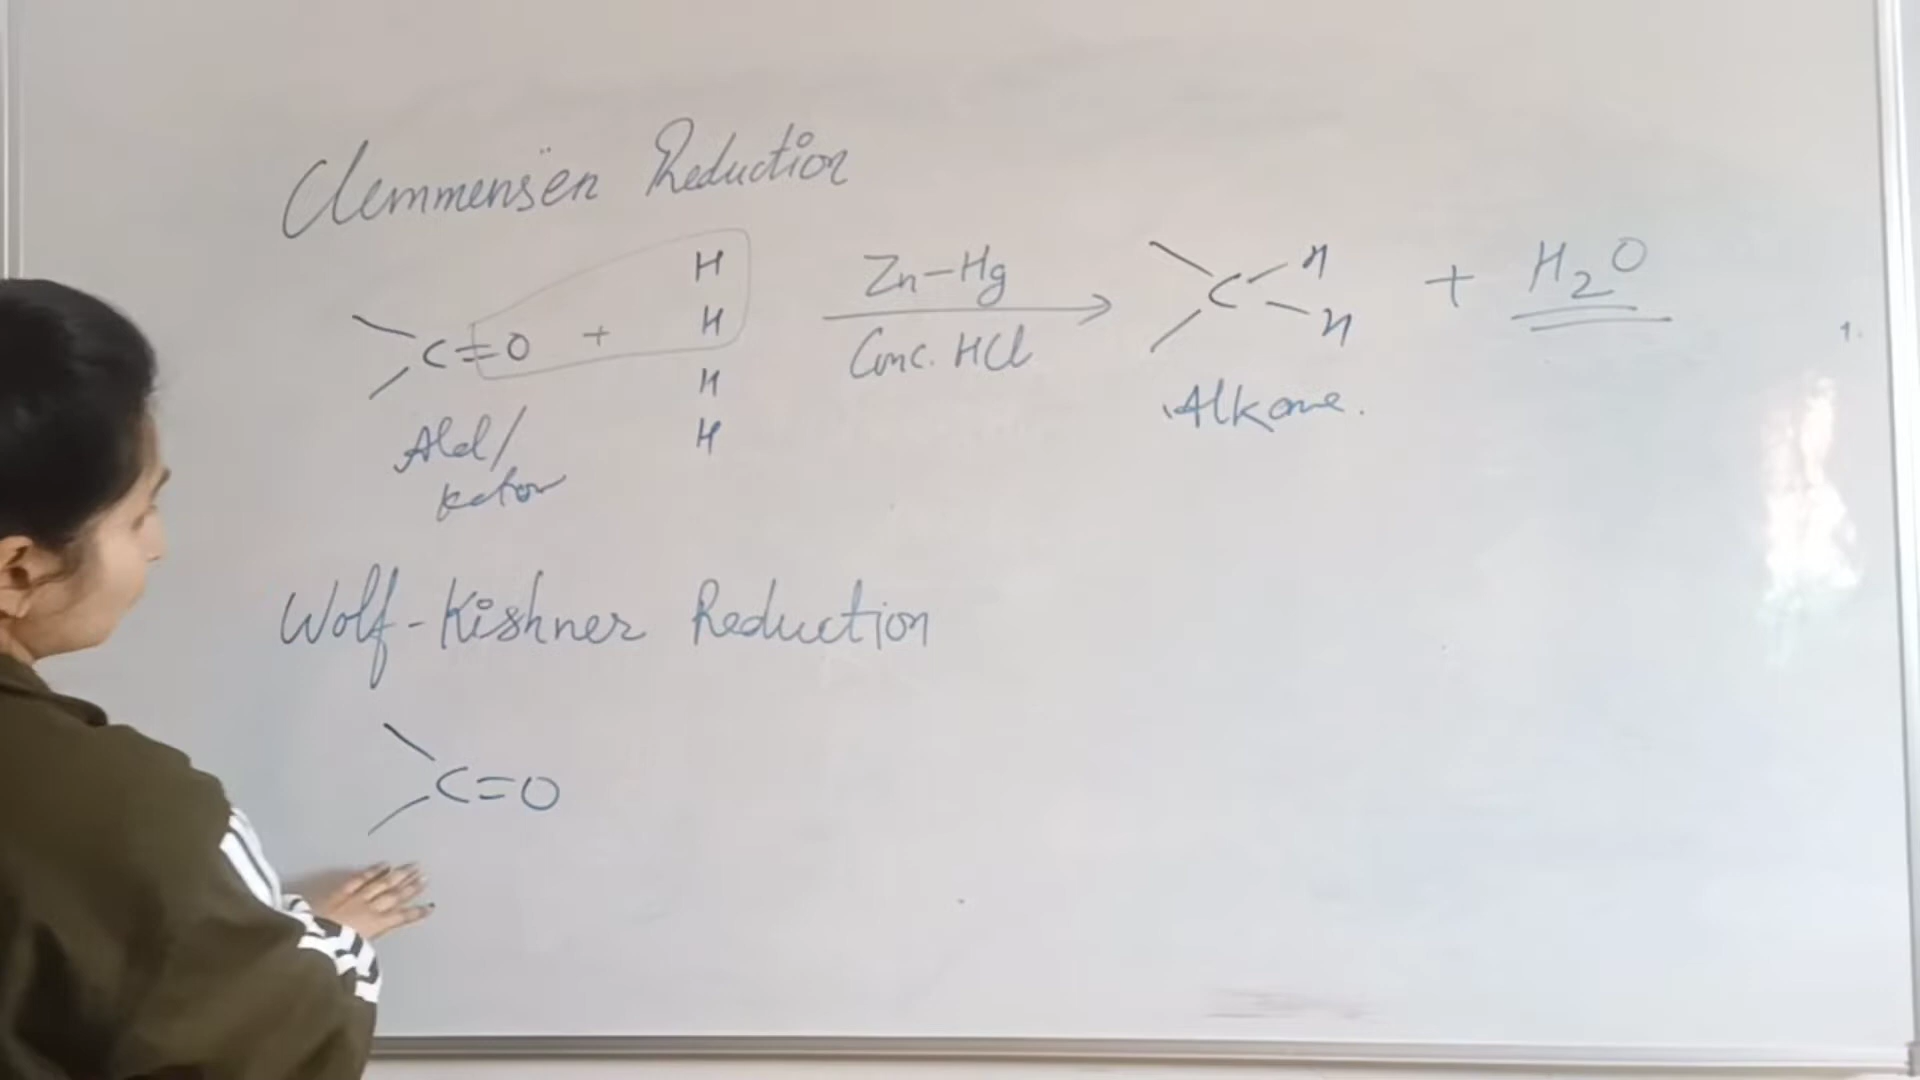 Clemmensen Reduction
H
H
C=O +
H
H
Zn-Hg
Conc. HCl
C H
H
+ H2O
Ald/
keton
Alkane.
Wolf-Kishner Reduction
C=O